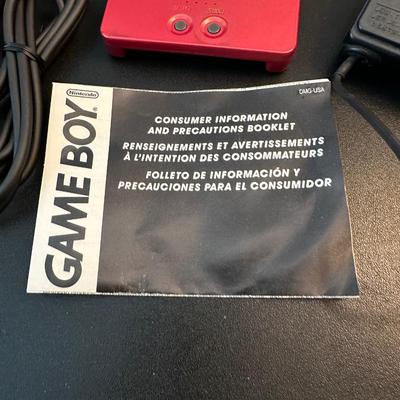 Nintendo
GAME BOY
DMG-USA
CONSUMER INFORMATION
AND PRECAUTIONS BOOKLET
RENSEIGNEMENTS ET AVERTISSEMENTS
À L'INTENTION DES CONSOMMATEURS
FOLLETO DE INFORMACIÓN Y
PRECAUCIONES PARA EL CONSUMIDOR